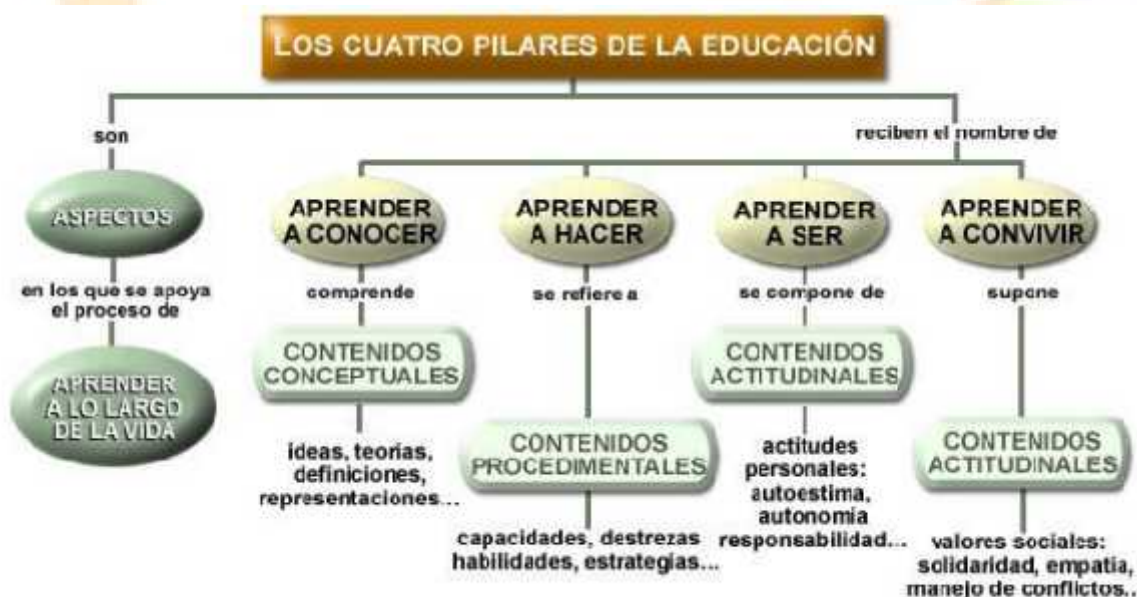 LOS CUATRO PILARES DE LA EDUCACIÓN
son
reciben el nombre de
ASPECTOS
en los que se apoya
el proceso de
APRENDER
A LO LARGO
DE LA VIDA
APRENDER
A CONOCER
comprende
CONTENIDOS
CONCEPTUALES
ideas, teorías,
definiciones,
representaciones...
APRENDER
A HACER
se refiere a
CONTENIDOS
PROCEDIMENTALES
capacidades, destrezas
habilidades, estrategias...
APRENDER
A SER
se compone de
CONTENIDOS
ACTITUDINALES
actitudes
personales:
autoestima,
autonomía
responsabilidad...
APRENDER
A CONVIVIR
supone
CONTENIDOS
ACTITUDINALES
valores sociales:
solidaridad, empatía,
manejo de conflictos..